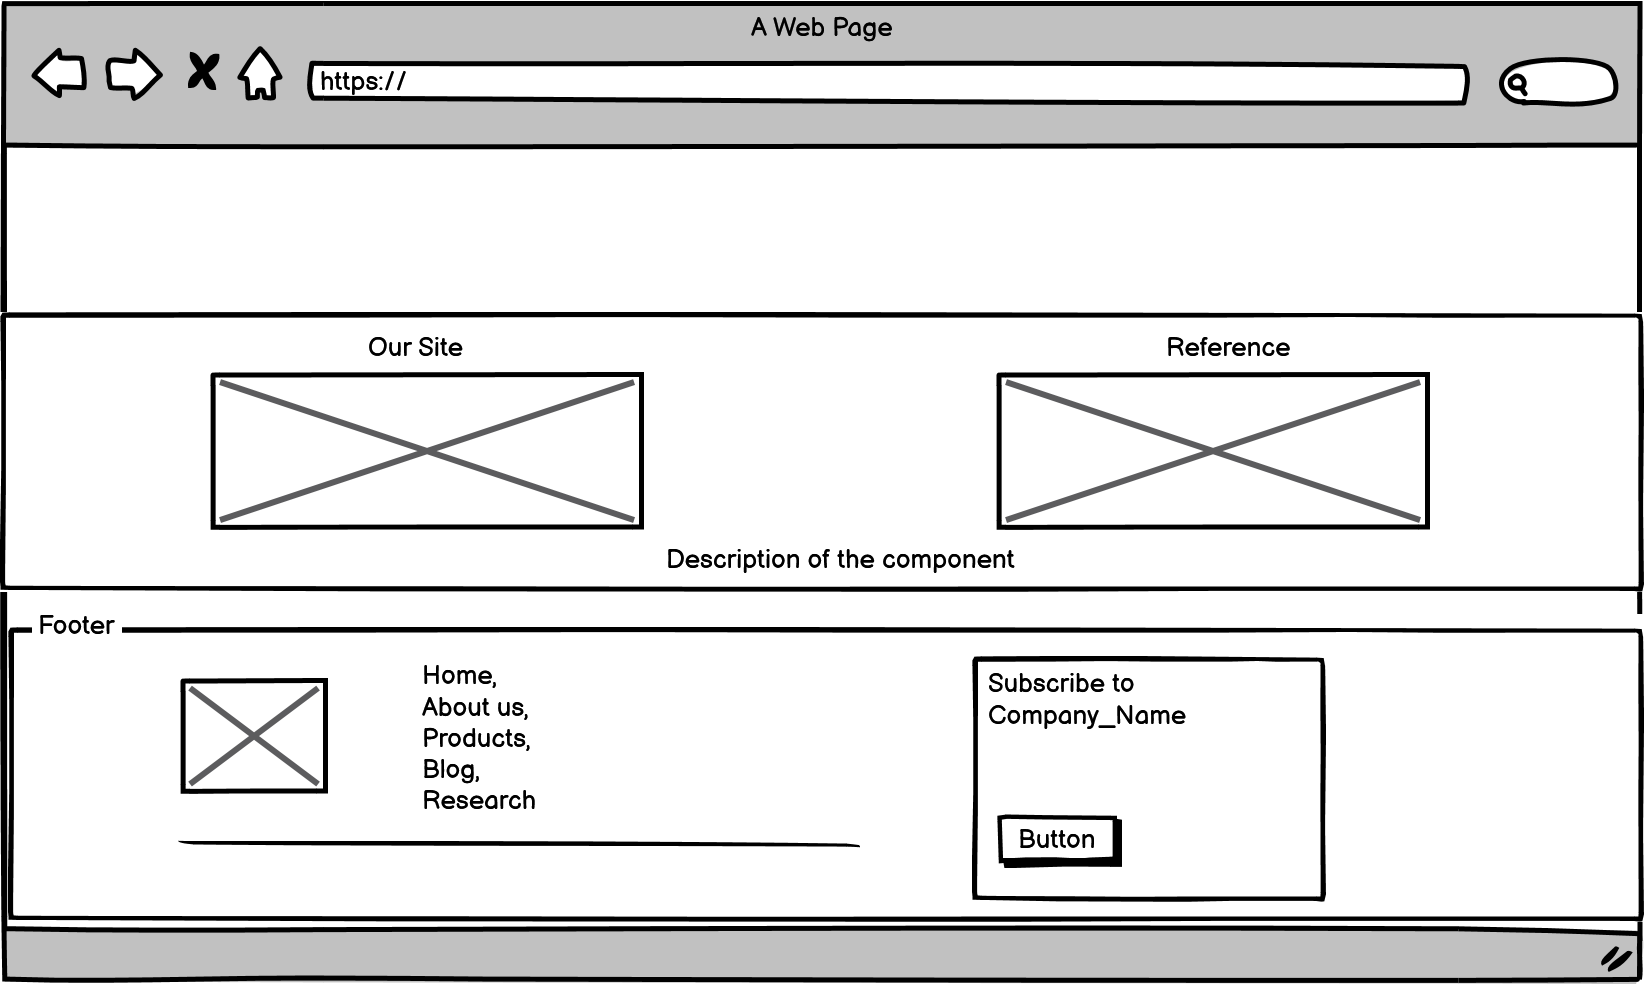 A Web Page
https://
Our Site
Reference
Description of the component
Footer
Home,
About us,
Products,
Blog,
Research
Subscribe to
Company_Name
Button